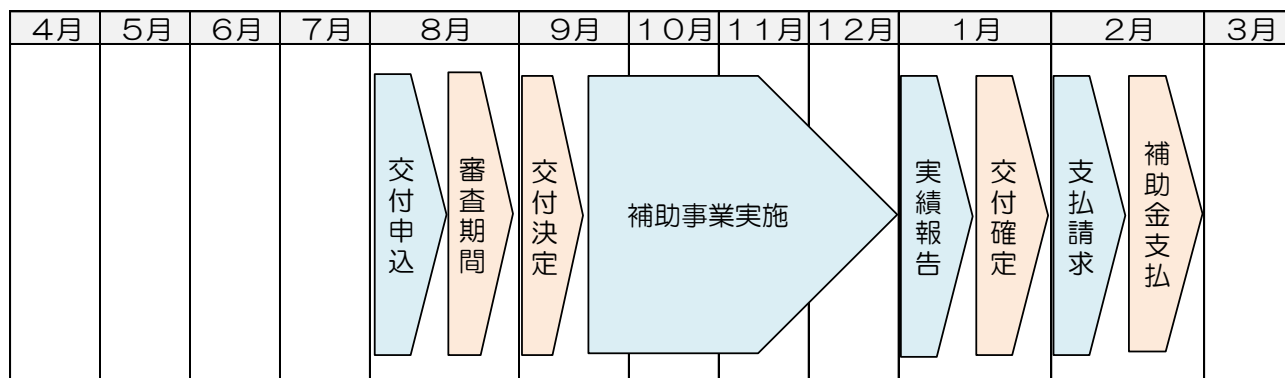 4月 5月 6月 7月 8月 9月 10月 11月 12月 1月 2月 3月
交付申込
審査期間
交付決定
補助事業実施
実績報告
交付確定
支払請求
補助金支払